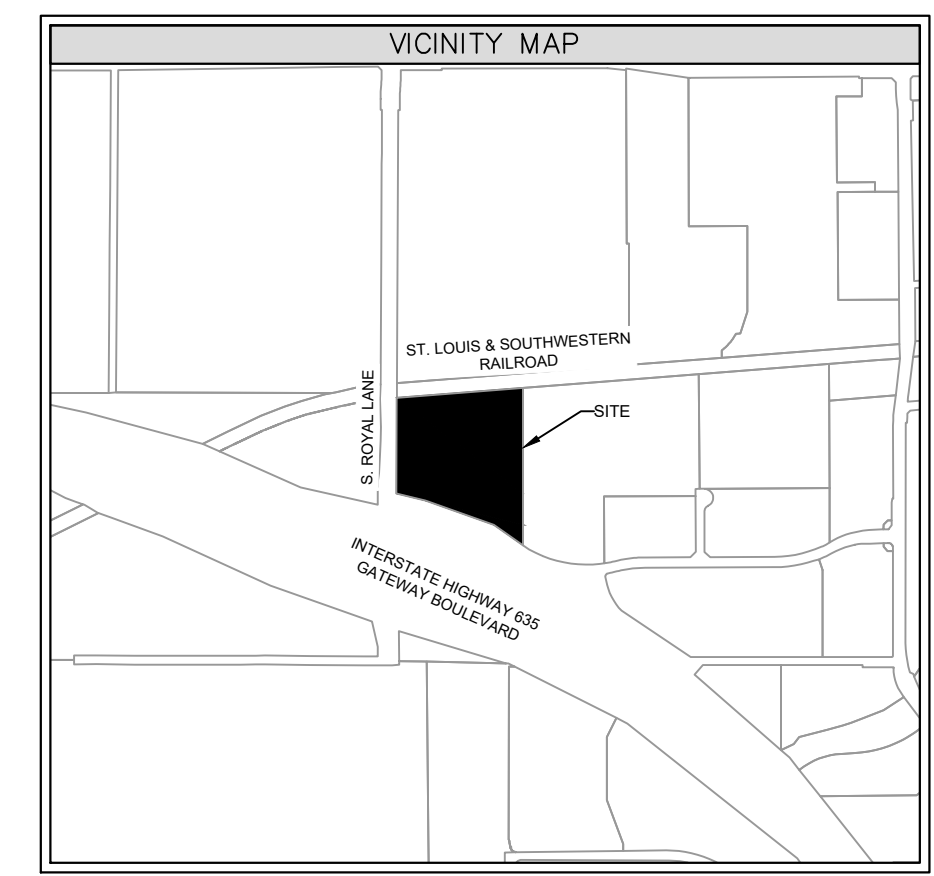 VICINITY MAP
ST. LOUIS & SOUTHWESTERN
RAILROAD
S. ROYAL LANE
SITE
INTERSTATE HIGHWAY 635
GATEWAY BOULEVARD